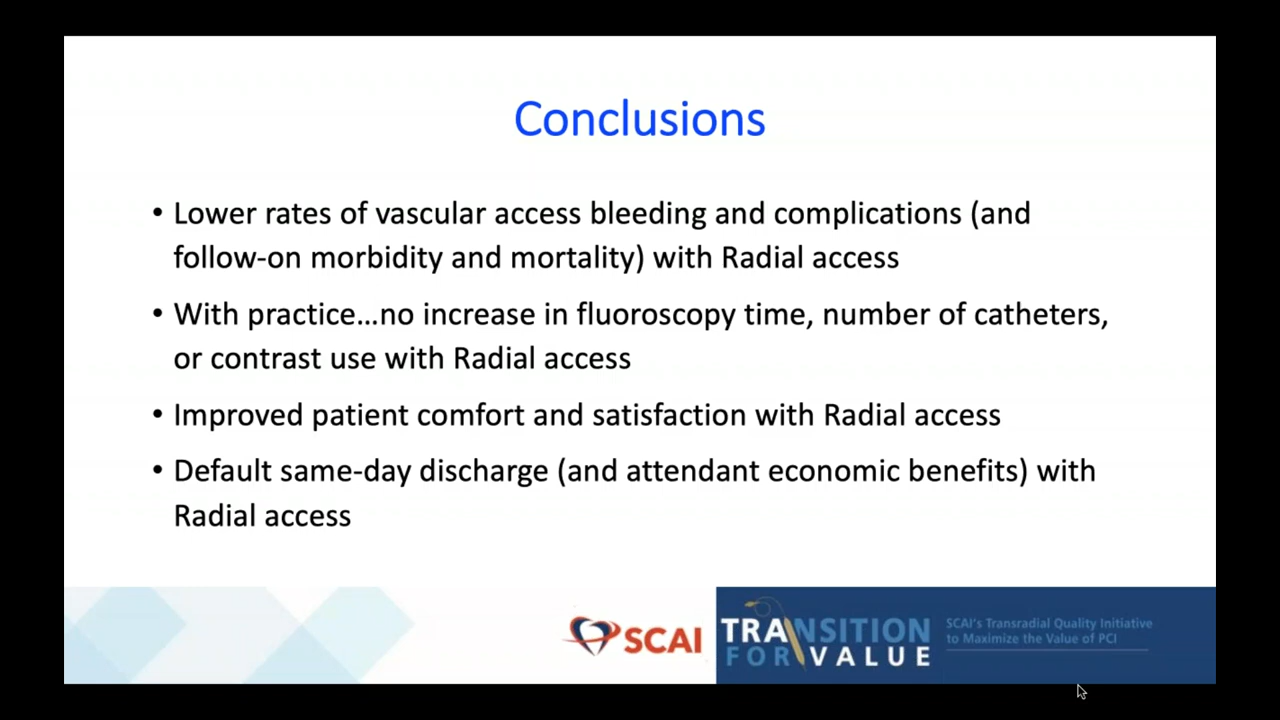 Conclusions
• Lower rates of vascular access bleeding and complications (and
follow-on morbidity and mortality) with Radial access
• With practice…no increase in fluoroscopy time, number of catheters,
or contrast use with Radial access
• Improved patient comfort and satisfaction with Radial access
• Default same-day discharge (and attendant economic benefits) with
Radial access
SCAI
TRANSITION
FOR VALUE
SCAI's Transradial Quality Initiative
to Maximize the Value of PCI